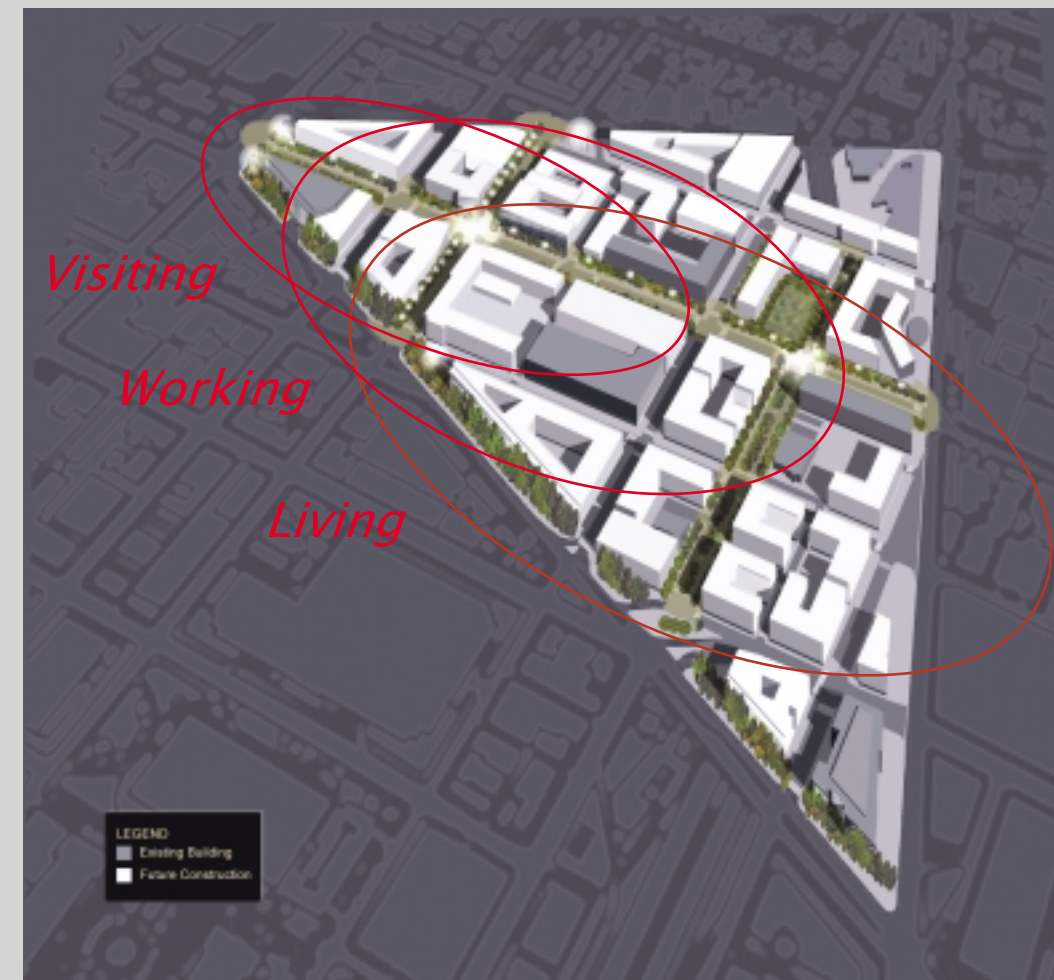 Visiting
Working
Living
LEGEND
Existing Building
Future Construction